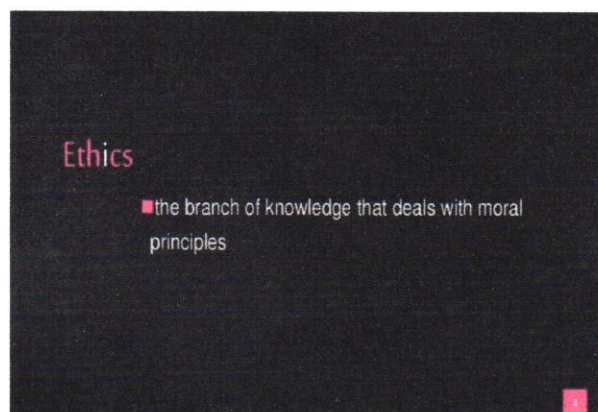 Ethics
■the branch of knowledge that deals with moral
principles
4